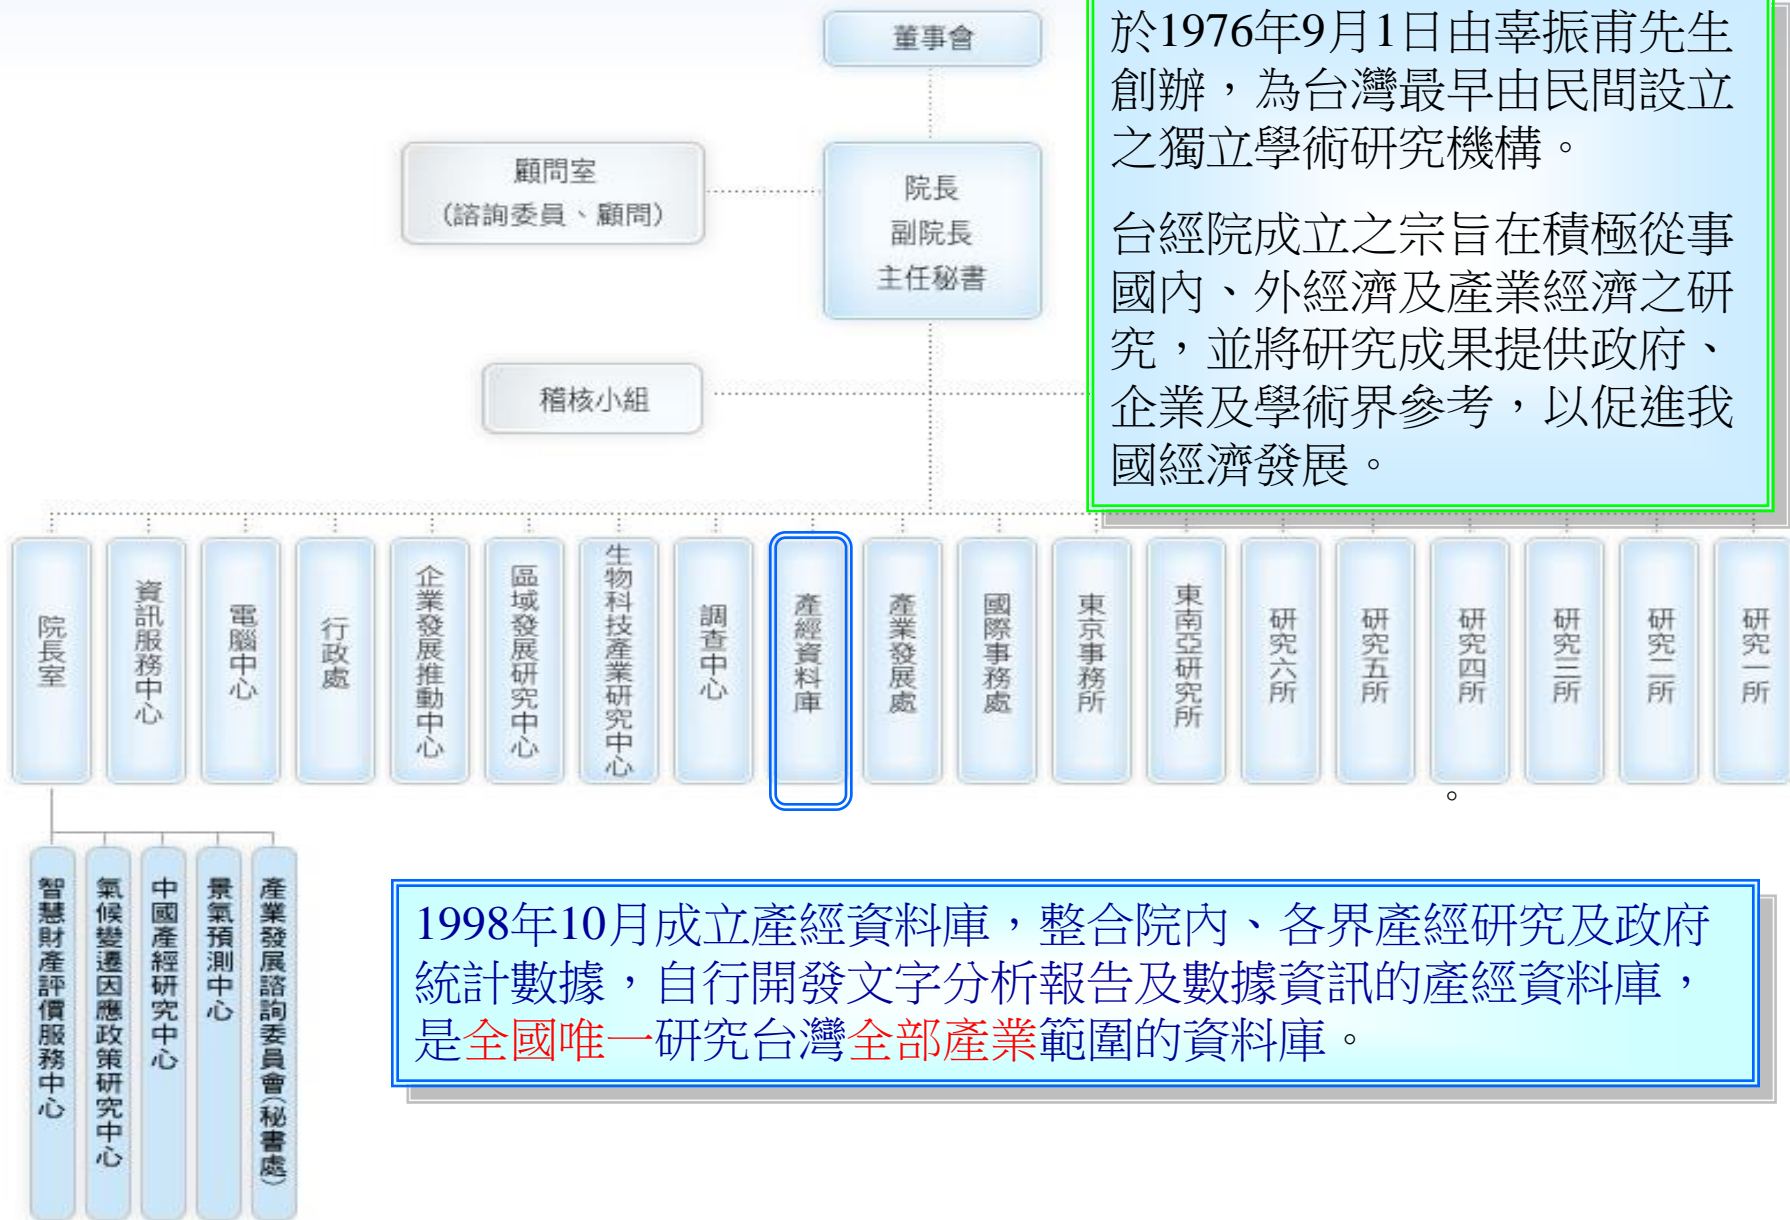 董事會
於1976年9月1日由辜振甫先生
創辦，為台灣最早由民間設立
之獨立學術研究機構。
台經院成立之宗旨在積極從事
國內、外經濟及產業經濟之研
究，並將研究成果提供政府、
企業及學術界參考，以促進我
國經濟發展。
顧問室
（諮詢委員、顧問）
院長
副院長
主任秘書
稽核小組
院長室
資訊服務中心
電腦中心
行政處
企業發展推動中心
區域發展研究中心
生物科技產業研究中心
調查中心
產經資料庫
產業發展處
國際事務處
東京事務所
東南亞研究所
研究六所
研究五所
研究四所
研究三所
研究二所
研究一所
。
智慧財產評價服務中心
氣候變遷因應政策研究中心
中國產經研究中心
景氣預測中心
產業發展諮詢委員會（秘書處）
1998年10月成立產經資料庫，整合院內、各界產經研究及政府
統計數據，自行開發文字分析報告及數據資訊的產經資料庫，
是全國唯一研究台灣全部產業範圍的資料庫。